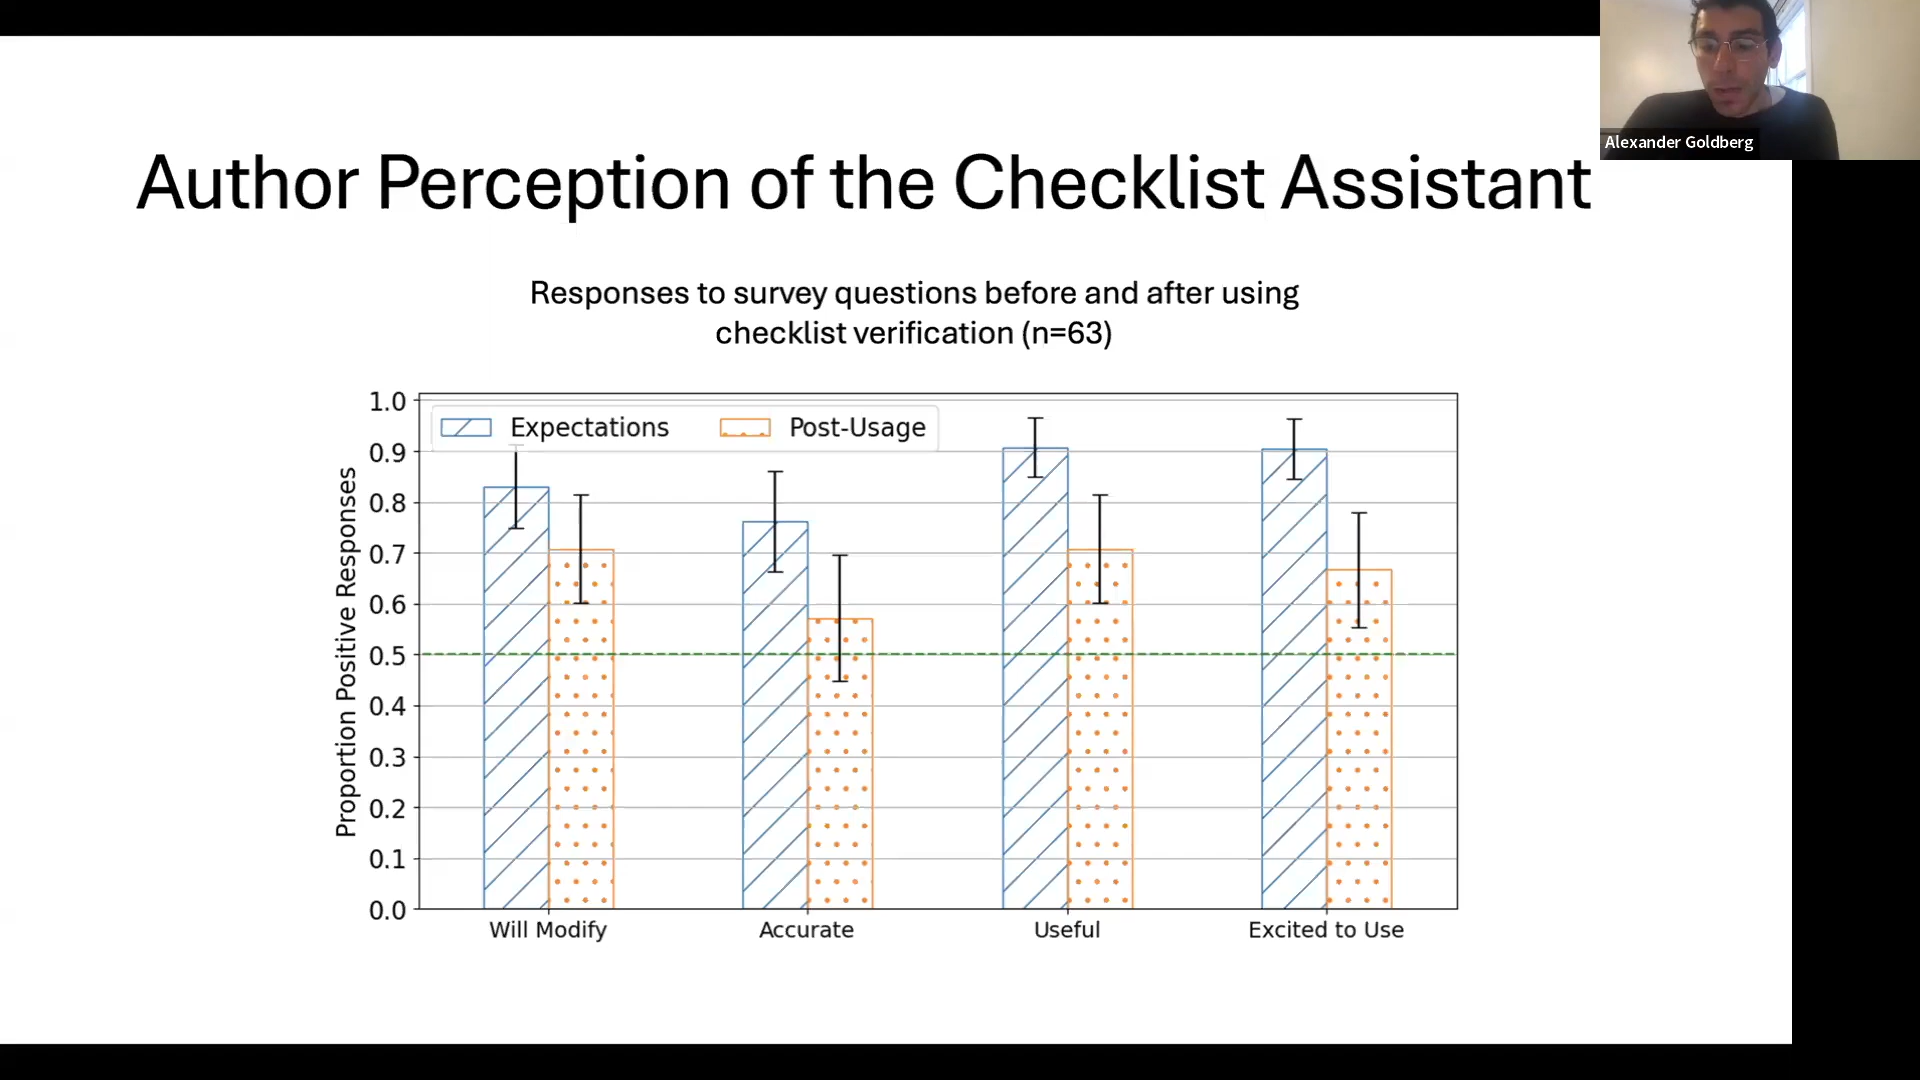 Alexander Goldberg
Author Perception of the Checklist Assistant
Responses to survey questions before and after using
checklist verification (n=63)
Expectations
Post-Usage
Proportion Positive Responses
1.0
0.9
0.8
0.7
0.6
0.5
0.4
0.3
0.2
0.1
0.0
Will Modify
Accurate
Useful
Excited to Use